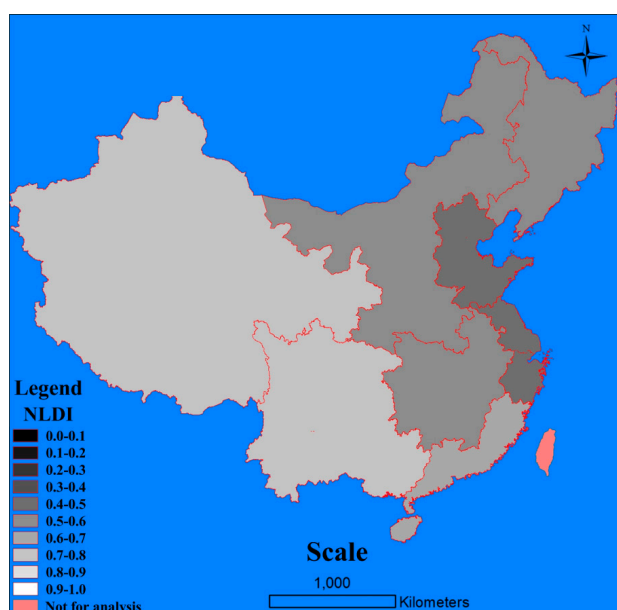 Legend
NLDI
0.0-0.1
0.1-0.2
0.2-0.3
0.3-0.4
0.4-0.5
0.5-0.6
0.6-0.7
0.7-0.8
0.8-0.9
0.9-1.0
Not for analysis
Scale
1,000
Kilometers